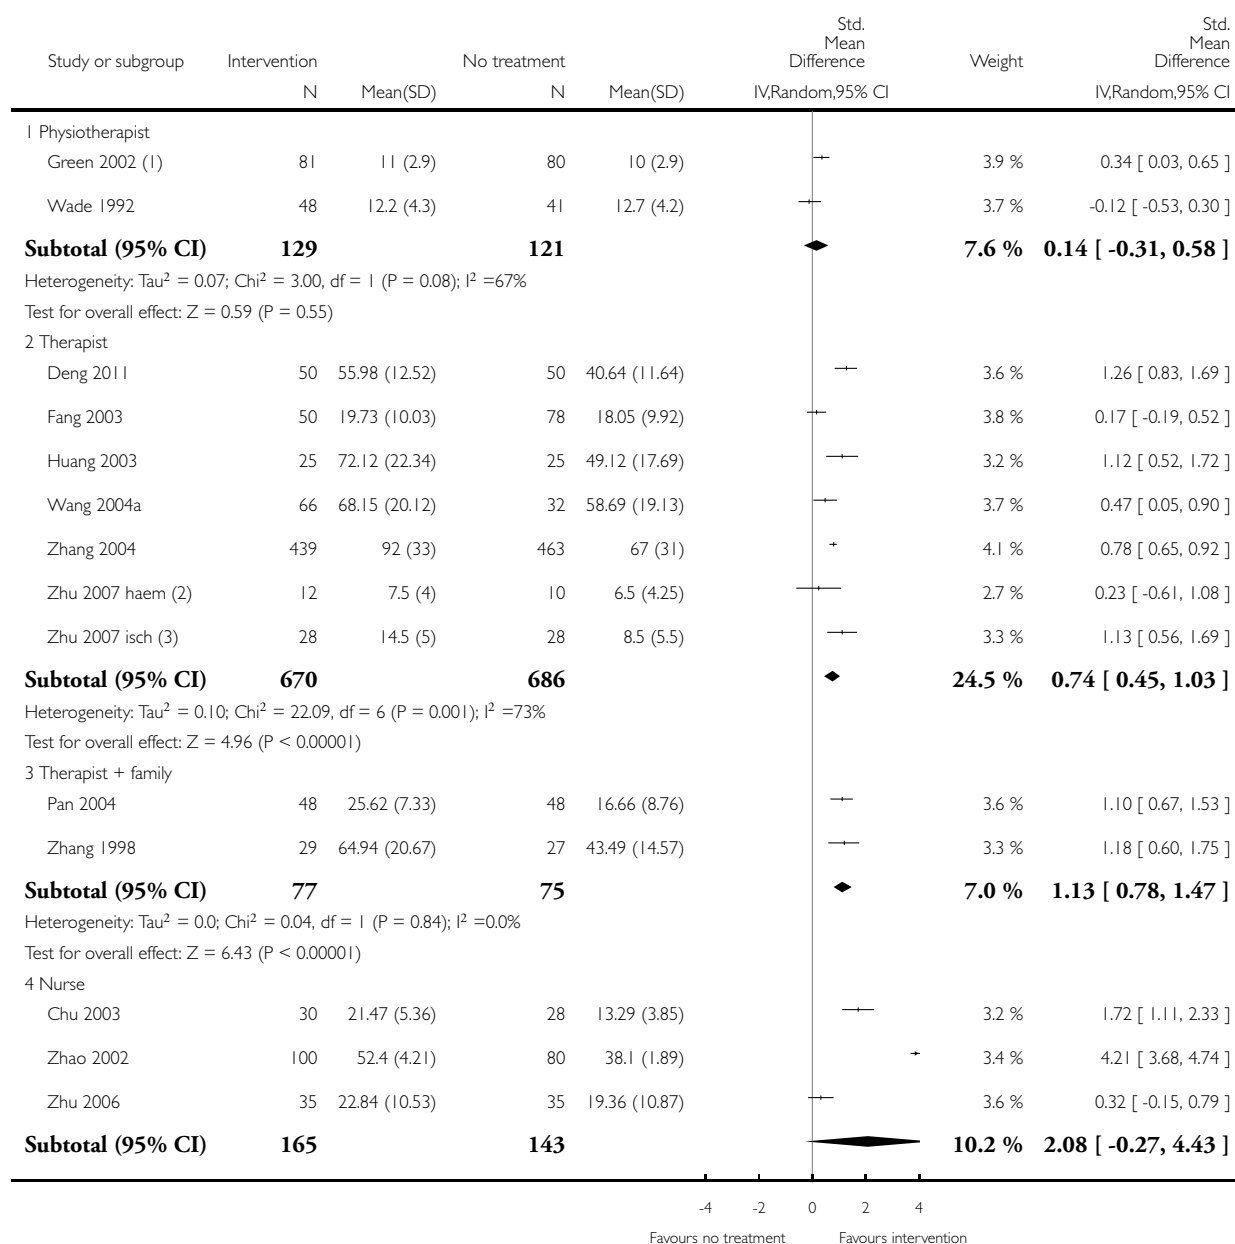 Study or subgroup Intervention No treatment Std. Mean Difference Weight Std. Mean Difference
N Mean(SD) N Mean(SD) IV,Random,95% CI IV,Random,95% CI
1 Physiotherapist
Green 2002 (1) 81 11 (2.9) 80 10 (2.9) 3.9 % 0.34 [ 0.03, 0.65 ]
Wade 1992 48 12.2 (4.3) 41 12.7 (4.2) 3.7 % -0.12 [ -0.53, 0.30 ]
Subtotal (95% CI) 129 121 7.6 % 0.14 [ -0.31, 0.58 ]
Heterogeneity: Tau² = 0.07; Chi² = 3.00, df = 1 (P = 0.08); I² =67%
Test for overall effect: Z = 0.59 (P = 0.55)
2 Therapist
Deng 2011 50 55.98 (12.52) 50 40.64 (11.64) 3.6 % 1.26 [ 0.83, 1.69 ]
Fang 2003 50 19.73 (10.03) 78 18.05 (9.92) 3.8 % 0.17 [ -0.19, 0.52 ]
Huang 2003 25 72.12 (22.34) 25 49.12 (17.69) 3.2 % 1.12 [ 0.52, 1.72 ]
Wang 2004a 66 68.15 (20.12) 32 58.69 (19.13) 3.7 % 0.47 [ 0.05, 0.90 ]
Zhang 2004 439 92 (33) 463 67 (31) 4.1 % 0.78 [ 0.65, 0.92 ]
Zhu 2007 haem (2) 12 7.5 (4) 10 6.5 (4.25) 2.7 % 0.23 [ -0.61, 1.08 ]
Zhu 2007 isch (3) 28 14.5 (5) 28 8.5 (5.5) 3.3 % 1.13 [ 0.56, 1.69 ]
Subtotal (95% CI) 670 686 24.5 % 0.74 [ 0.45, 1.03 ]
Heterogeneity: Tau² = 0.10; Chi² = 22.09, df = 6 (P = 0.001); I² =73%
Test for overall effect: Z = 4.96 (P < 0.00001)
3 Therapist + family
Pan 2004 48 25.62 (7.33) 48 16.66 (8.76) 3.6 % 1.10 [ 0.67, 1.53 ]
Zhang 1998 29 64.94 (20.67) 27 43.49 (14.57) 3.3 % 1.18 [ 0.60, 1.75 ]
Subtotal (95% CI) 77 75 7.0 % 1.13 [ 0.78, 1.47 ]
Heterogeneity: Tau² = 0.0; Chi² = 0.04, df = 1 (P = 0.84); I² =0.0%
Test for overall effect: Z = 6.43 (P < 0.00001)
4 Nurse
Chu 2003 30 21.47 (5.36) 28 13.29 (3.85) 3.2 % 1.72 [ 1.11, 2.33 ]
Zhao 2002 100 52.4 (4.21) 80 38.1 (1.89) 3.4 % 4.21 [ 3.68, 4.74 ]
Zhu 2006 35 22.84 (10.53) 35 19.36 (10.87) 3.6 % 0.32 [ -0.15, 0.79 ]
Subtotal (95% CI) 165 143 10.2 % 2.08 [ -0.27, 4.43 ]
-4 -2 0 2 4
Favours no treatment Favours intervention